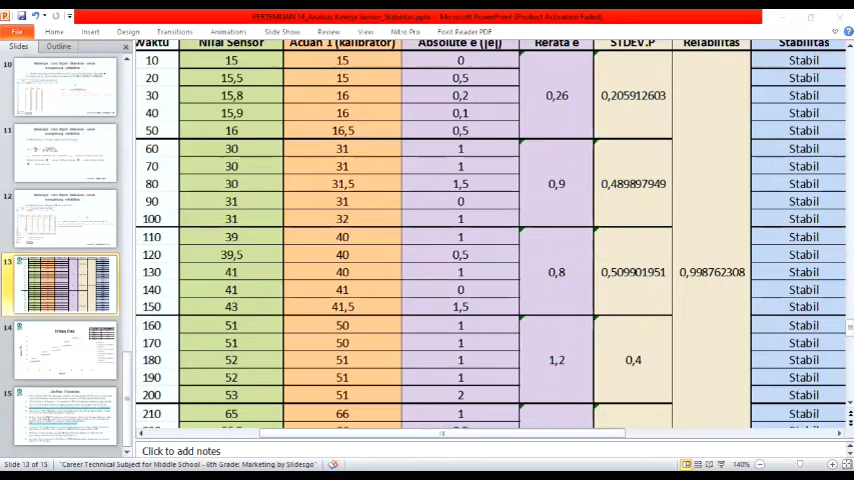 PERTEMUAN 14_Analisis Kinerja Sensor_Stabilitas.pptx - Microsoft PowerPoint (Product Activation Failed)
File Home Insert Design Transitions Animations Slide Show Review View Nitro Pro Foxit Reader PDF
Slides Outline
Waktu Nilai Sensor Acuan 1 (kalibrator) Absolute e (|e|) Rerata e STDEV.P Reliabilitas Stabilitas
10 15 15 0 Stabil
20 15,5 15 0,5 Stabil
30 15,8 16 0,2 0,26 0,205912603 Stabil
40 15,9 16 0,1 Stabil
50 16 16,5 0,5 Stabil
60 30 31 1 Stabil
70 30 31 1 Stabil
80 30 31,5 1,5 0,9 0,489897949 Stabil
90 31 31 0 Stabil
100 31 32 1 Stabil
110 39 40 1 Stabil
120 39,5 40 0,5 Stabil
130 41 40 1 0,8 0,509901951 0,998762308 Stabil
140 41 41 0 Stabil
150 43 41,5 1,5 Stabil
160 51 50 1 Stabil
170 51 50 1 Stabil
180 52 51 1 1,2 0,4 Stabil
190 52 51 1 Stabil
200 53 51 2 Stabil
210 65 66 1 Stabil
10
11
12
13
14
STABILITAS
15
Click to add notes
Slide 13 of 15 "Career Technical Subject for Middle School - 6th Grade: Marketing by Slidesgo" 140%